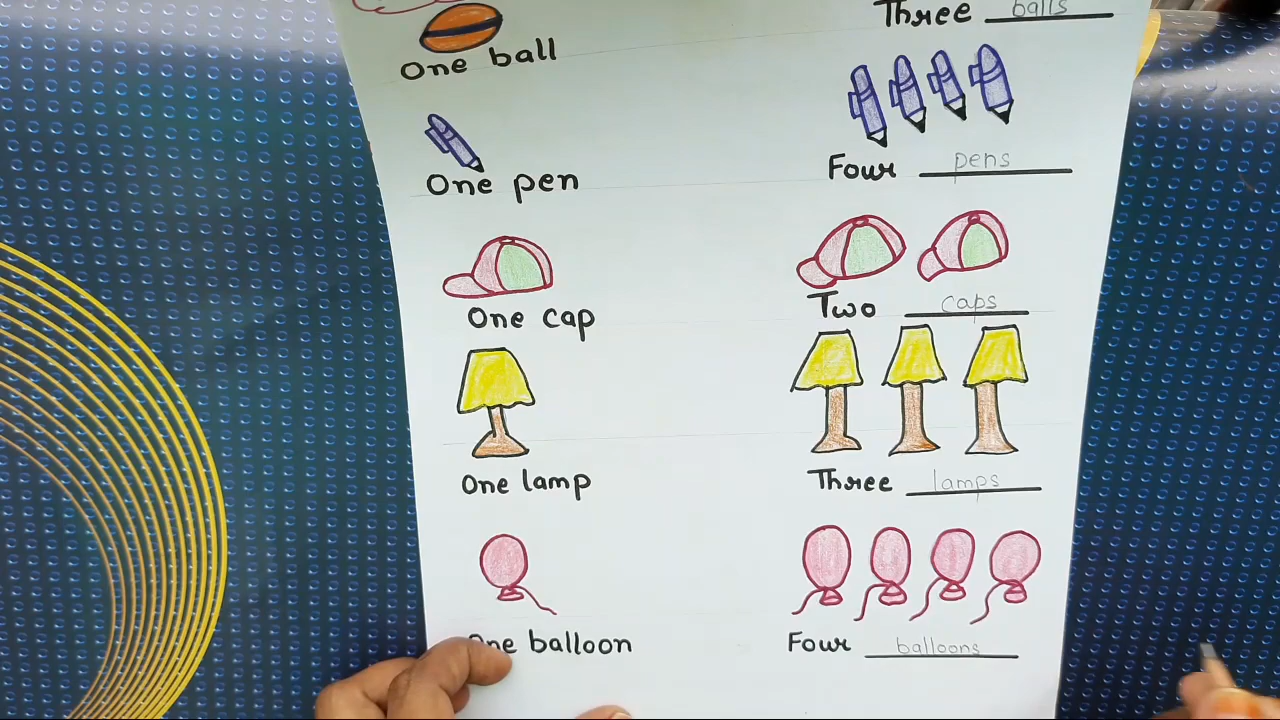 One ball
Three balls
One pen
Four pens
One cap
Two caps
One lamp
Three lamps
One balloon
Four balloons